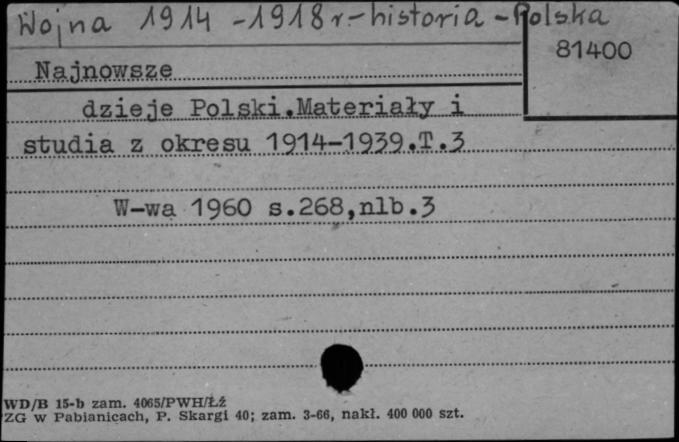 Wojna 1914-1918 r-historia-Polska
81400
Najnowsze
dzieje Polski.Materiały i
studia z okresu 1914-1939.T.3
W-wa 1960 s.268,nlb.3
WD/B 15-b zam. 4065/PWH/Łź
ZG w Pabianicach, P. Skargi 40; zam. 3-66, nakł. 400 000 szt.